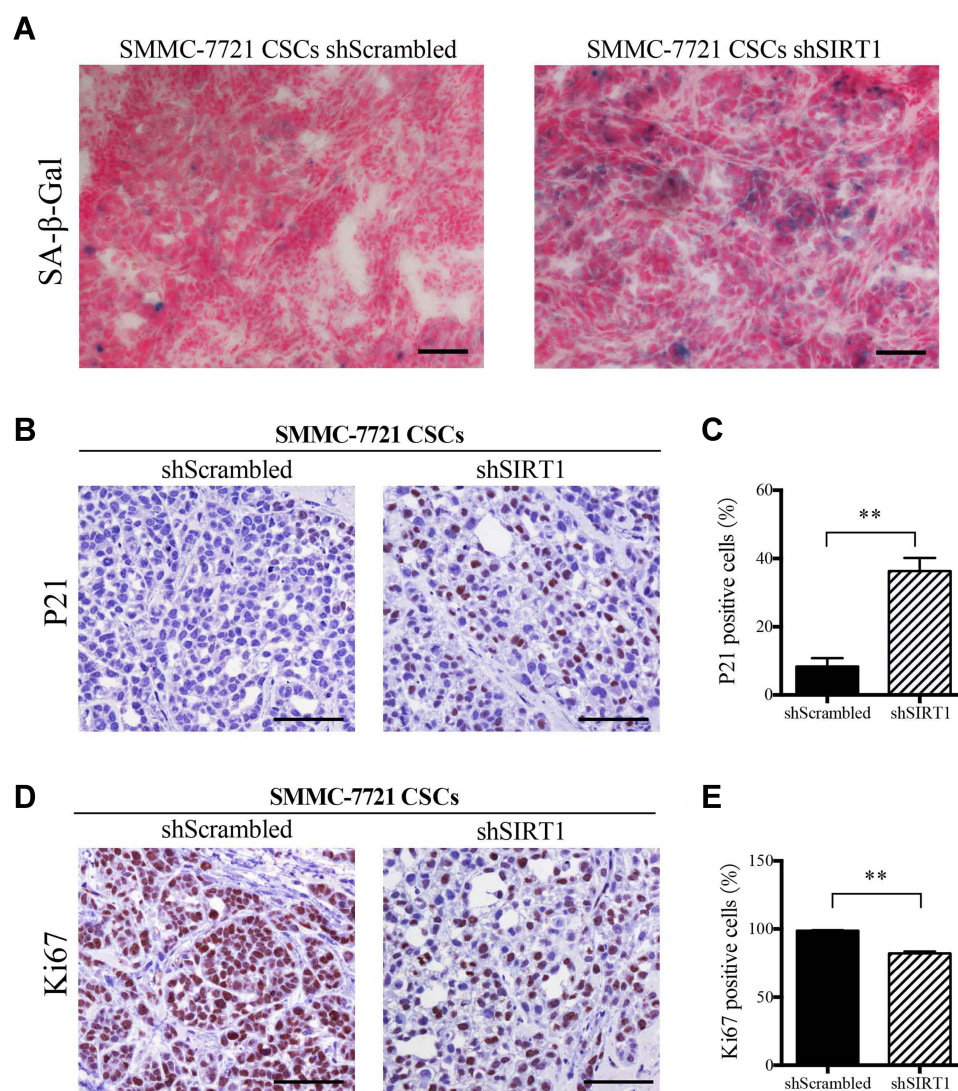 A
SMMC-7721 CSCs shScrambled
SMMC-7721 CSCs shSIRT1
SA-β-Gal
B
SMMC-7721 CSCs
shScrambled
shSIRT1
P21
C
P21 positive cells (%)
60
40
20
0
**
shScrambled
shSIRT1
D
SMMC-7721 CSCs
shScrambled
shSIRT1
Ki67
E
Ki67 positive cells (%)
150
100
50
0
**
shScrambled
shSIRT1